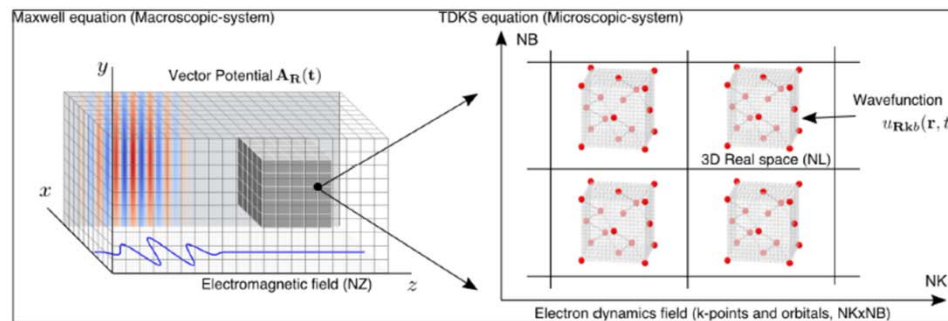 Maxwell equation (Macroscopic-system)
TDKS equation (Microscopic-system)
y
NB
Vector Potential A_R(t)
Wavefunction
u_Rkb(r, t
x
3D Real space (NL)
Electromagnetic field (NZ)
z
NK
Electron dynamics field (k-points and orbitals, NKxNB)